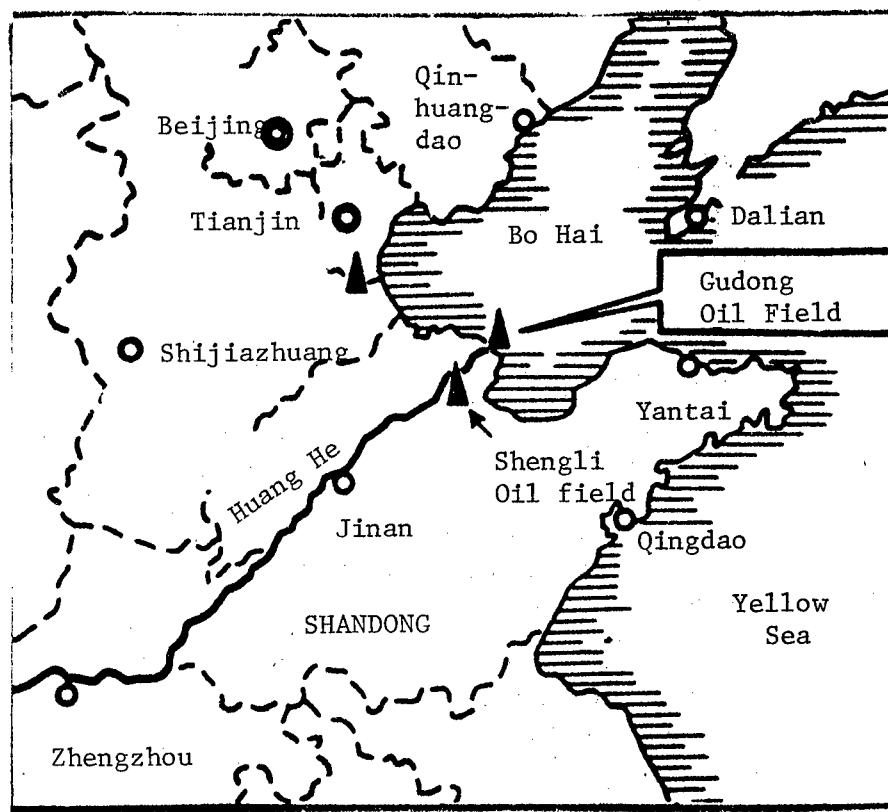 Qin-
huang-
dao
Beijing
Tianjin
Bo Hai
Dalian
Gudong
Oil Field
Shijiazhuang
Yantai
Shengli
Oil field
Huang He
Jinan
Qingdao
SHANDONG
Yellow
Sea
Zhengzhou